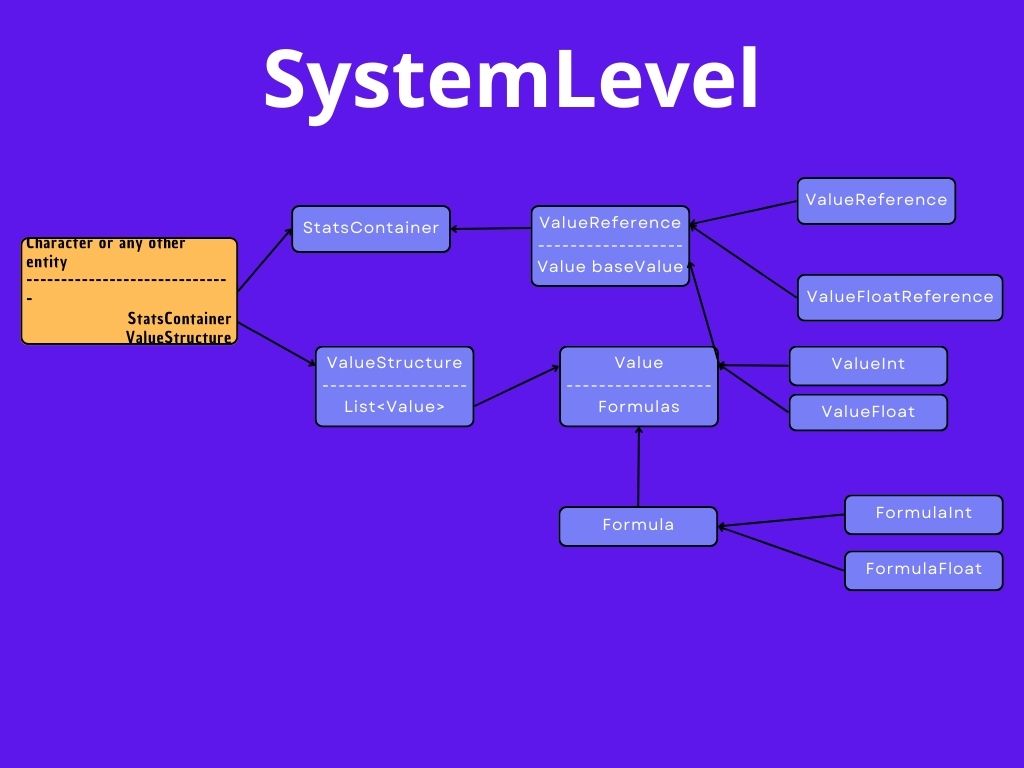 SystemLevel
Character or any other
entity
----------------------------
-
StatsContainer
ValueStructure
StatsContainer
ValueStructure
-------------------
List<Value>
ValueReference
-------------------
Value baseValue
Value
-------------------
Formulas
Formula
ValueReference
ValueFloatReference
ValueInt
ValueFloat
FormulaInt
FormulaFloat